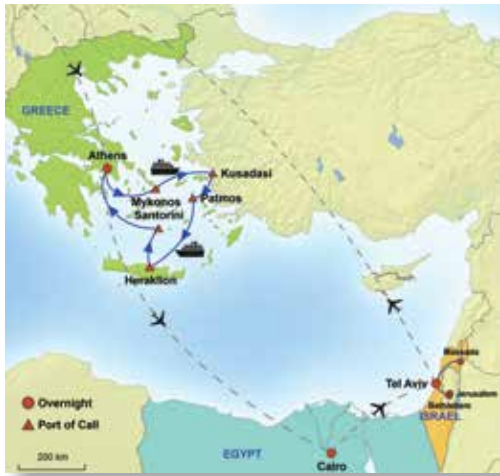 GREECE
Athens
Kusadasi
Mykonos
Patmos
Santorini
Heraklion
Tel Aviv
Jerusalem
Bethlehem
ISRAEL
Overnight
Port of Call
EGYPT
200 km
Cairo